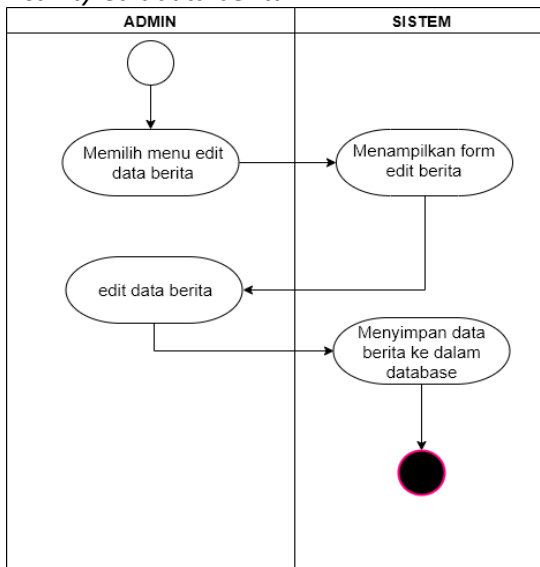 ADMIN
SISTEM
Memilih menu edit
data berita
Menampilkan form
edit berita
edit data berita
Menyimpan data
berita ke dalam
database